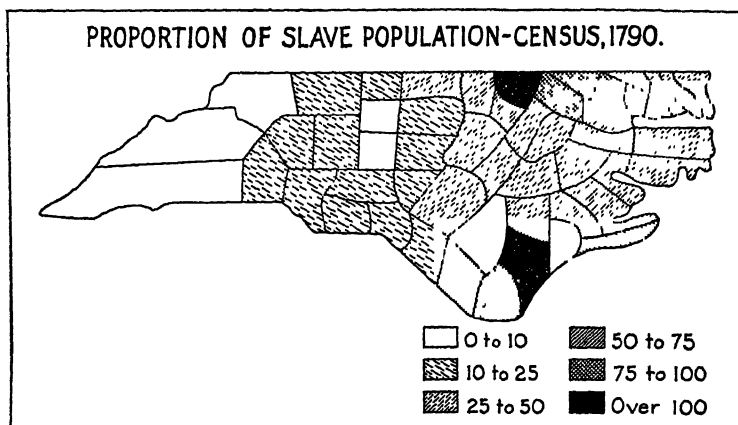 PROPORTION OF SLAVE POPULATION-CENSUS, 1790.
0 to 10
50 to 75
10 to 25
75 to 100
25 to 50
Over 100